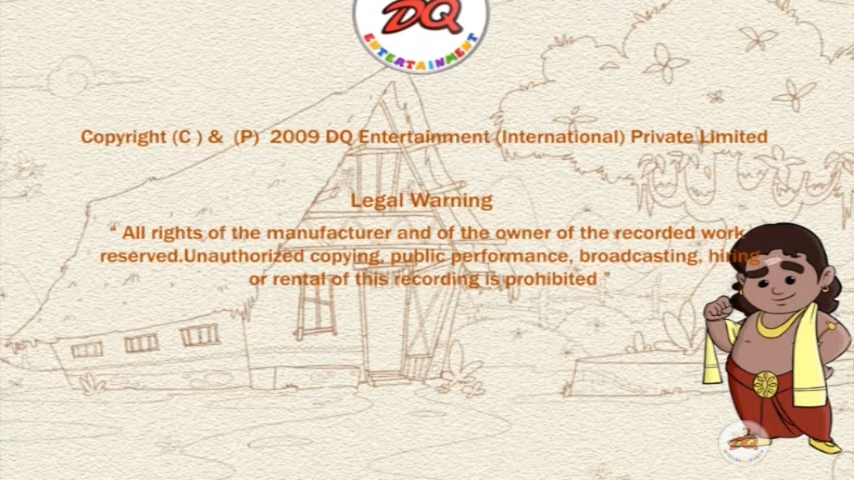 DQ
ENTERTAINMENT
Copyright (C ) & (P) 2009 DQ Entertainment (International) Private Limited
Legal Warning
“ All rights of the manufacturer and of the owner of the recorded work
reserved.Unauthorized copying, public performance, broadcasting, hiring
or rental of this recording is prohibited ”
DQ